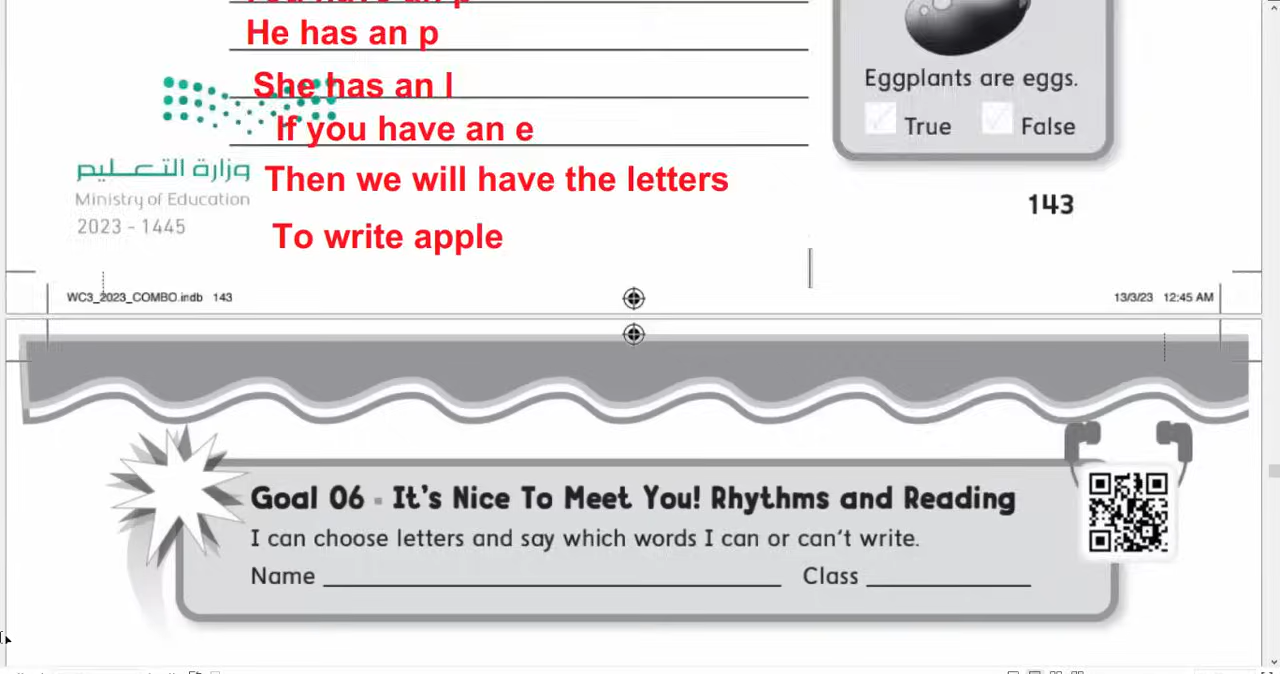 You have an p
He has an p
She has an l
If you have an e
Then we will have the letters
To write apple
Eggplants are eggs.
True False
وزارة التعليم
Ministry of Education
2023 - 1445
143
WC3_2023_COMBO.indb 143
13/3/23 12:45 AM
Goal 06 ▪ It's Nice To Meet You! Rhythms and Reading
I can choose letters and say which words I can or can't write.
Name Class